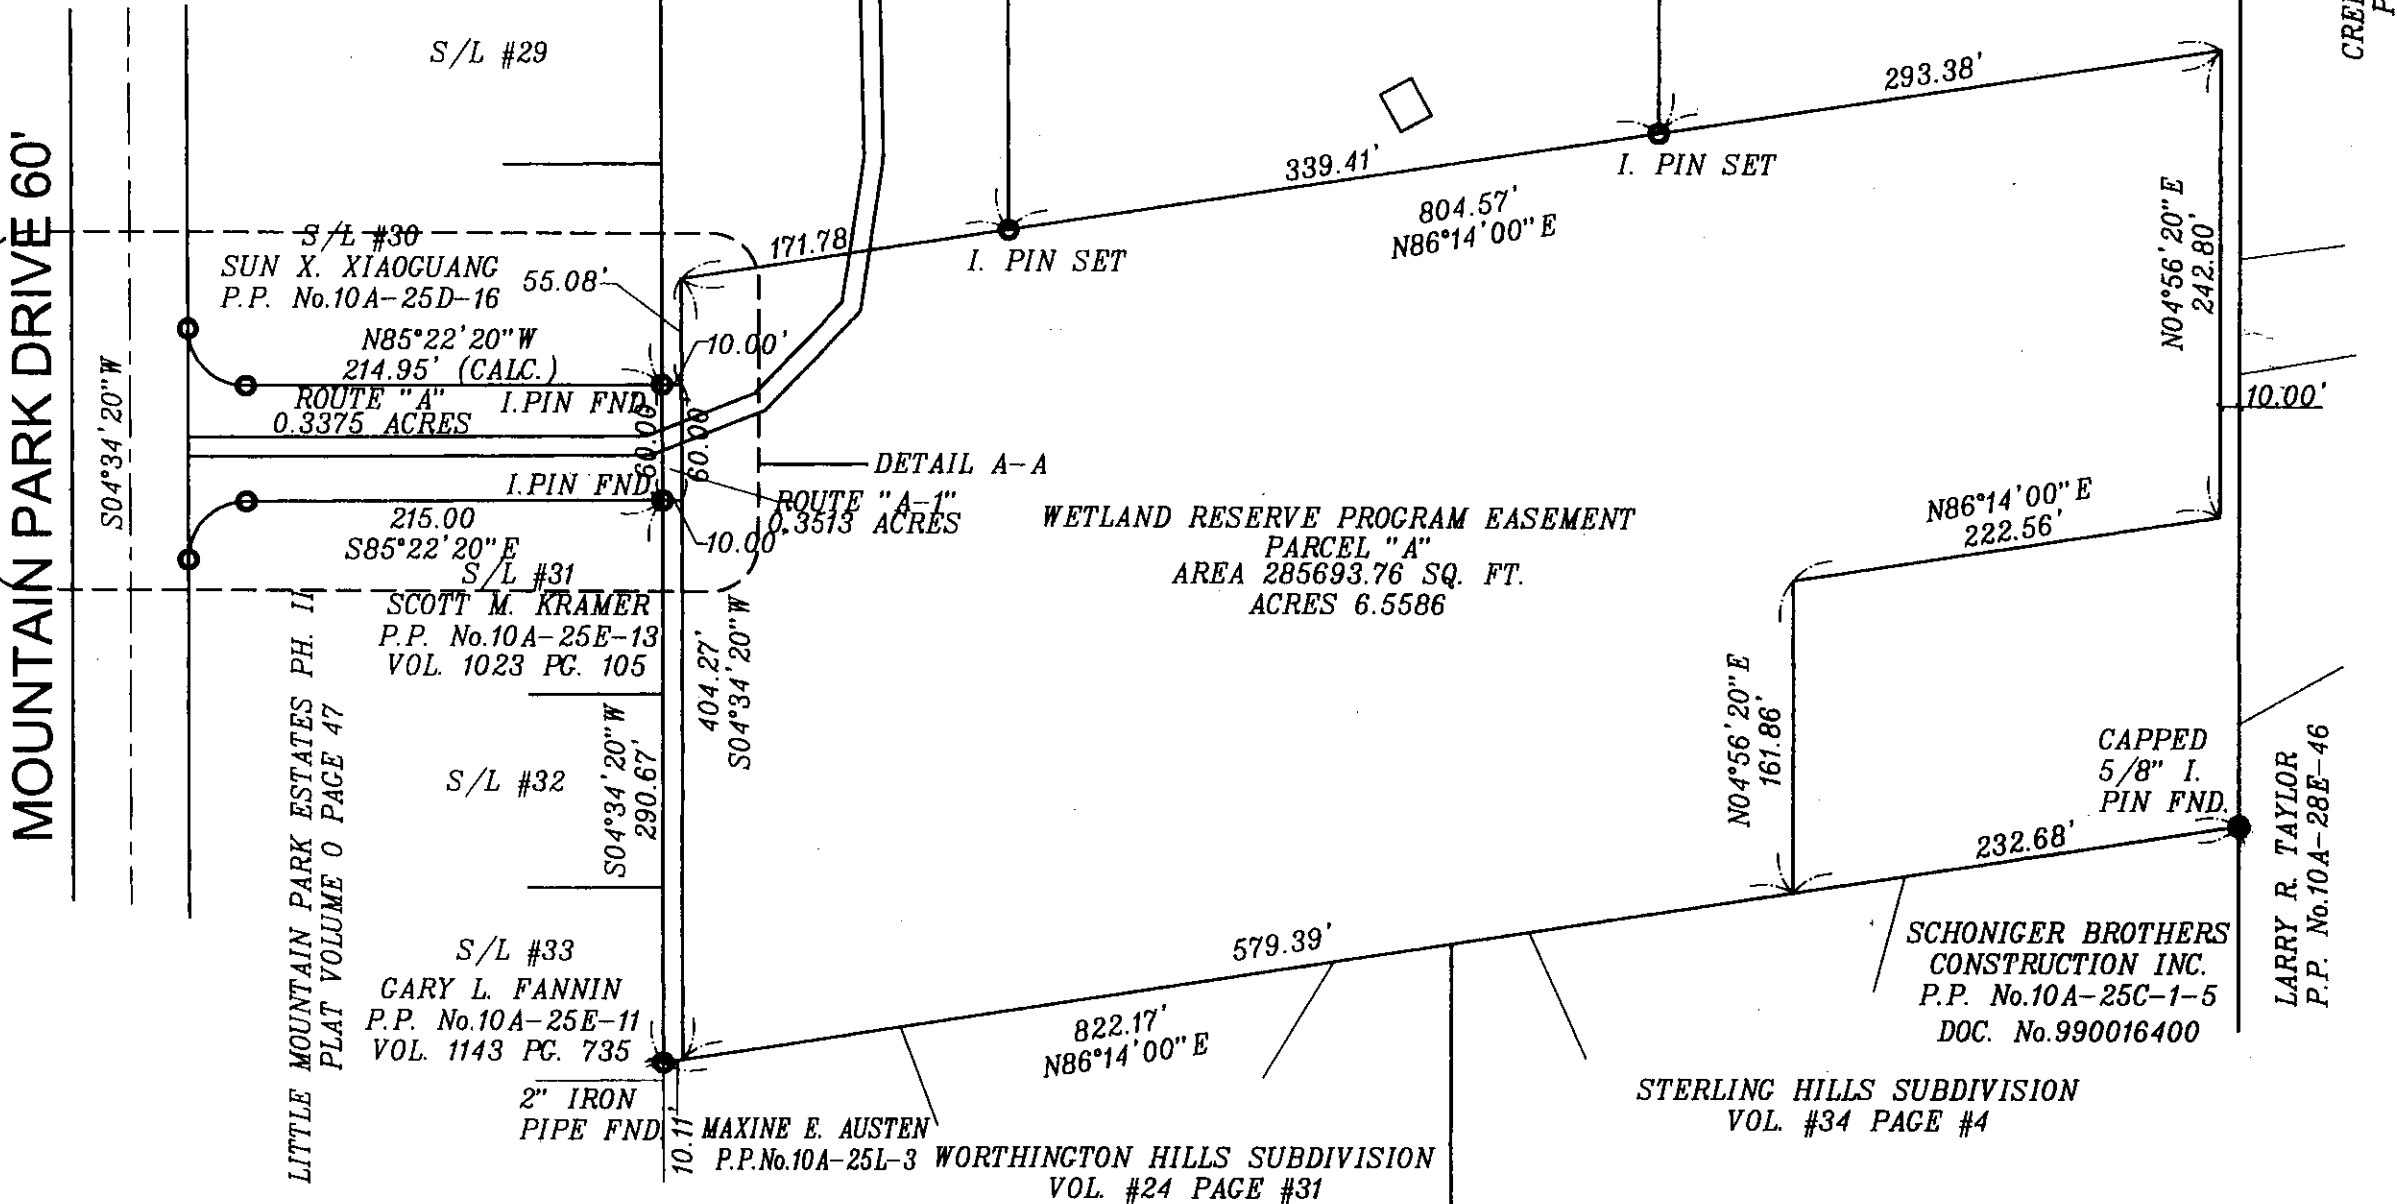 MOUNTAIN PARK DRIVE 60'
S04°34'20"W
S/L #29
S/L #30
SUN X. XIAOGUANG
P.P. No.10A-25D-16
55.08'
N85°22'20"W
214.95' (CALC.)
ROUTE "A"
0.3375 ACRES
I.PIN FND.
60.00
60.00
10.00'
I.PIN FND.
215.00
S85°22'20"E
10.00'
S/L #31
SCOTT M. KRAMER
P.P. No.10A-25E-13
VOL. 1023 PG. 105
DETAIL A-A
ROUTE "A-1"
0.3513 ACRES
171.78
I. PIN SET
339.41'
804.57'
N86°14'00"E
I. PIN SET
293.38'
N04°56'20"E
242.80'
10.00'
WETLAND RESERVE PROGRAM EASEMENT
PARCEL "A"
AREA 285693.76 SQ. FT.
ACRES 6.5586
N86°14'00"E
222.56'
N04°56'20"E
161.86'
CAPPED
5/8" I.
PIN FND.
232.68'
404.27'
S04°34'20"W
S04°34'20"W
290.67'
S/L #32
LITTLE MOUNTAIN PARK ESTATES PH. II
PLAT VOLUME O PAGE 47
S/L #33
GARY L. FANNIN
P.P. No.10A-25E-11
VOL. 1143 PG. 735
2" IRON
PIPE FND.
10.11'
579.39'
822.17'
N86°14'00"E
MAXINE E. AUSTEN
P.P.No.10A-25L-3
WORTHINGTON HILLS SUBDIVISION
VOL. #24 PAGE #31
STERLING HILLS SUBDIVISION
VOL. #34 PAGE #4
SCHONIGER BROTHERS
CONSTRUCTION INC.
P.P. No.10A-25C-1-5
DOC. No.990016400
LARRY R. TAYLOR
P.P. No.10A-28E-46